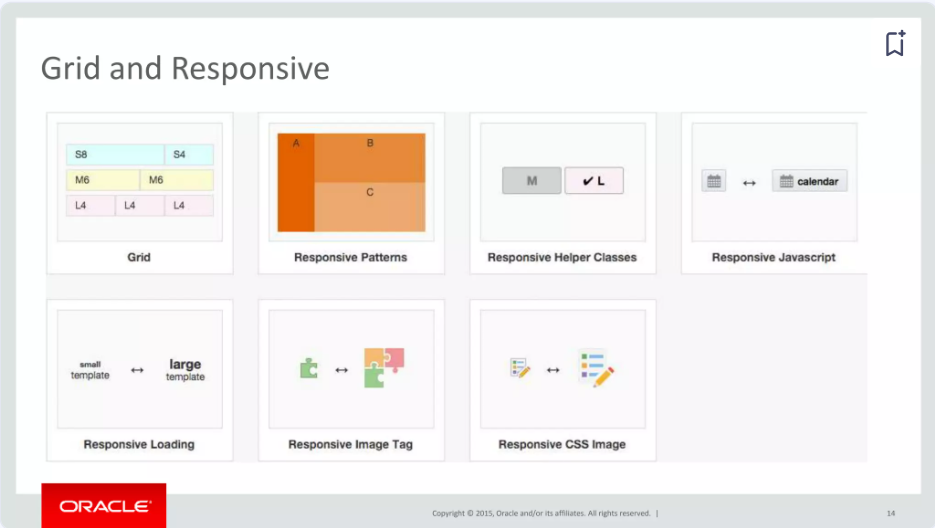 Grid and Responsive
S8 S4
M6 M6
L4 L4 L4
Grid
A B
C
Responsive Patterns
M ✔ L
Responsive Helper Classes
↔ calendar
Responsive Javascript
small ↔ large
template template
Responsive Loading
↔
Responsive Image Tag
↔
Responsive CSS Image
ORACLE®
Copyright © 2015, Oracle and/or its affiliates. All rights reserved. |
14